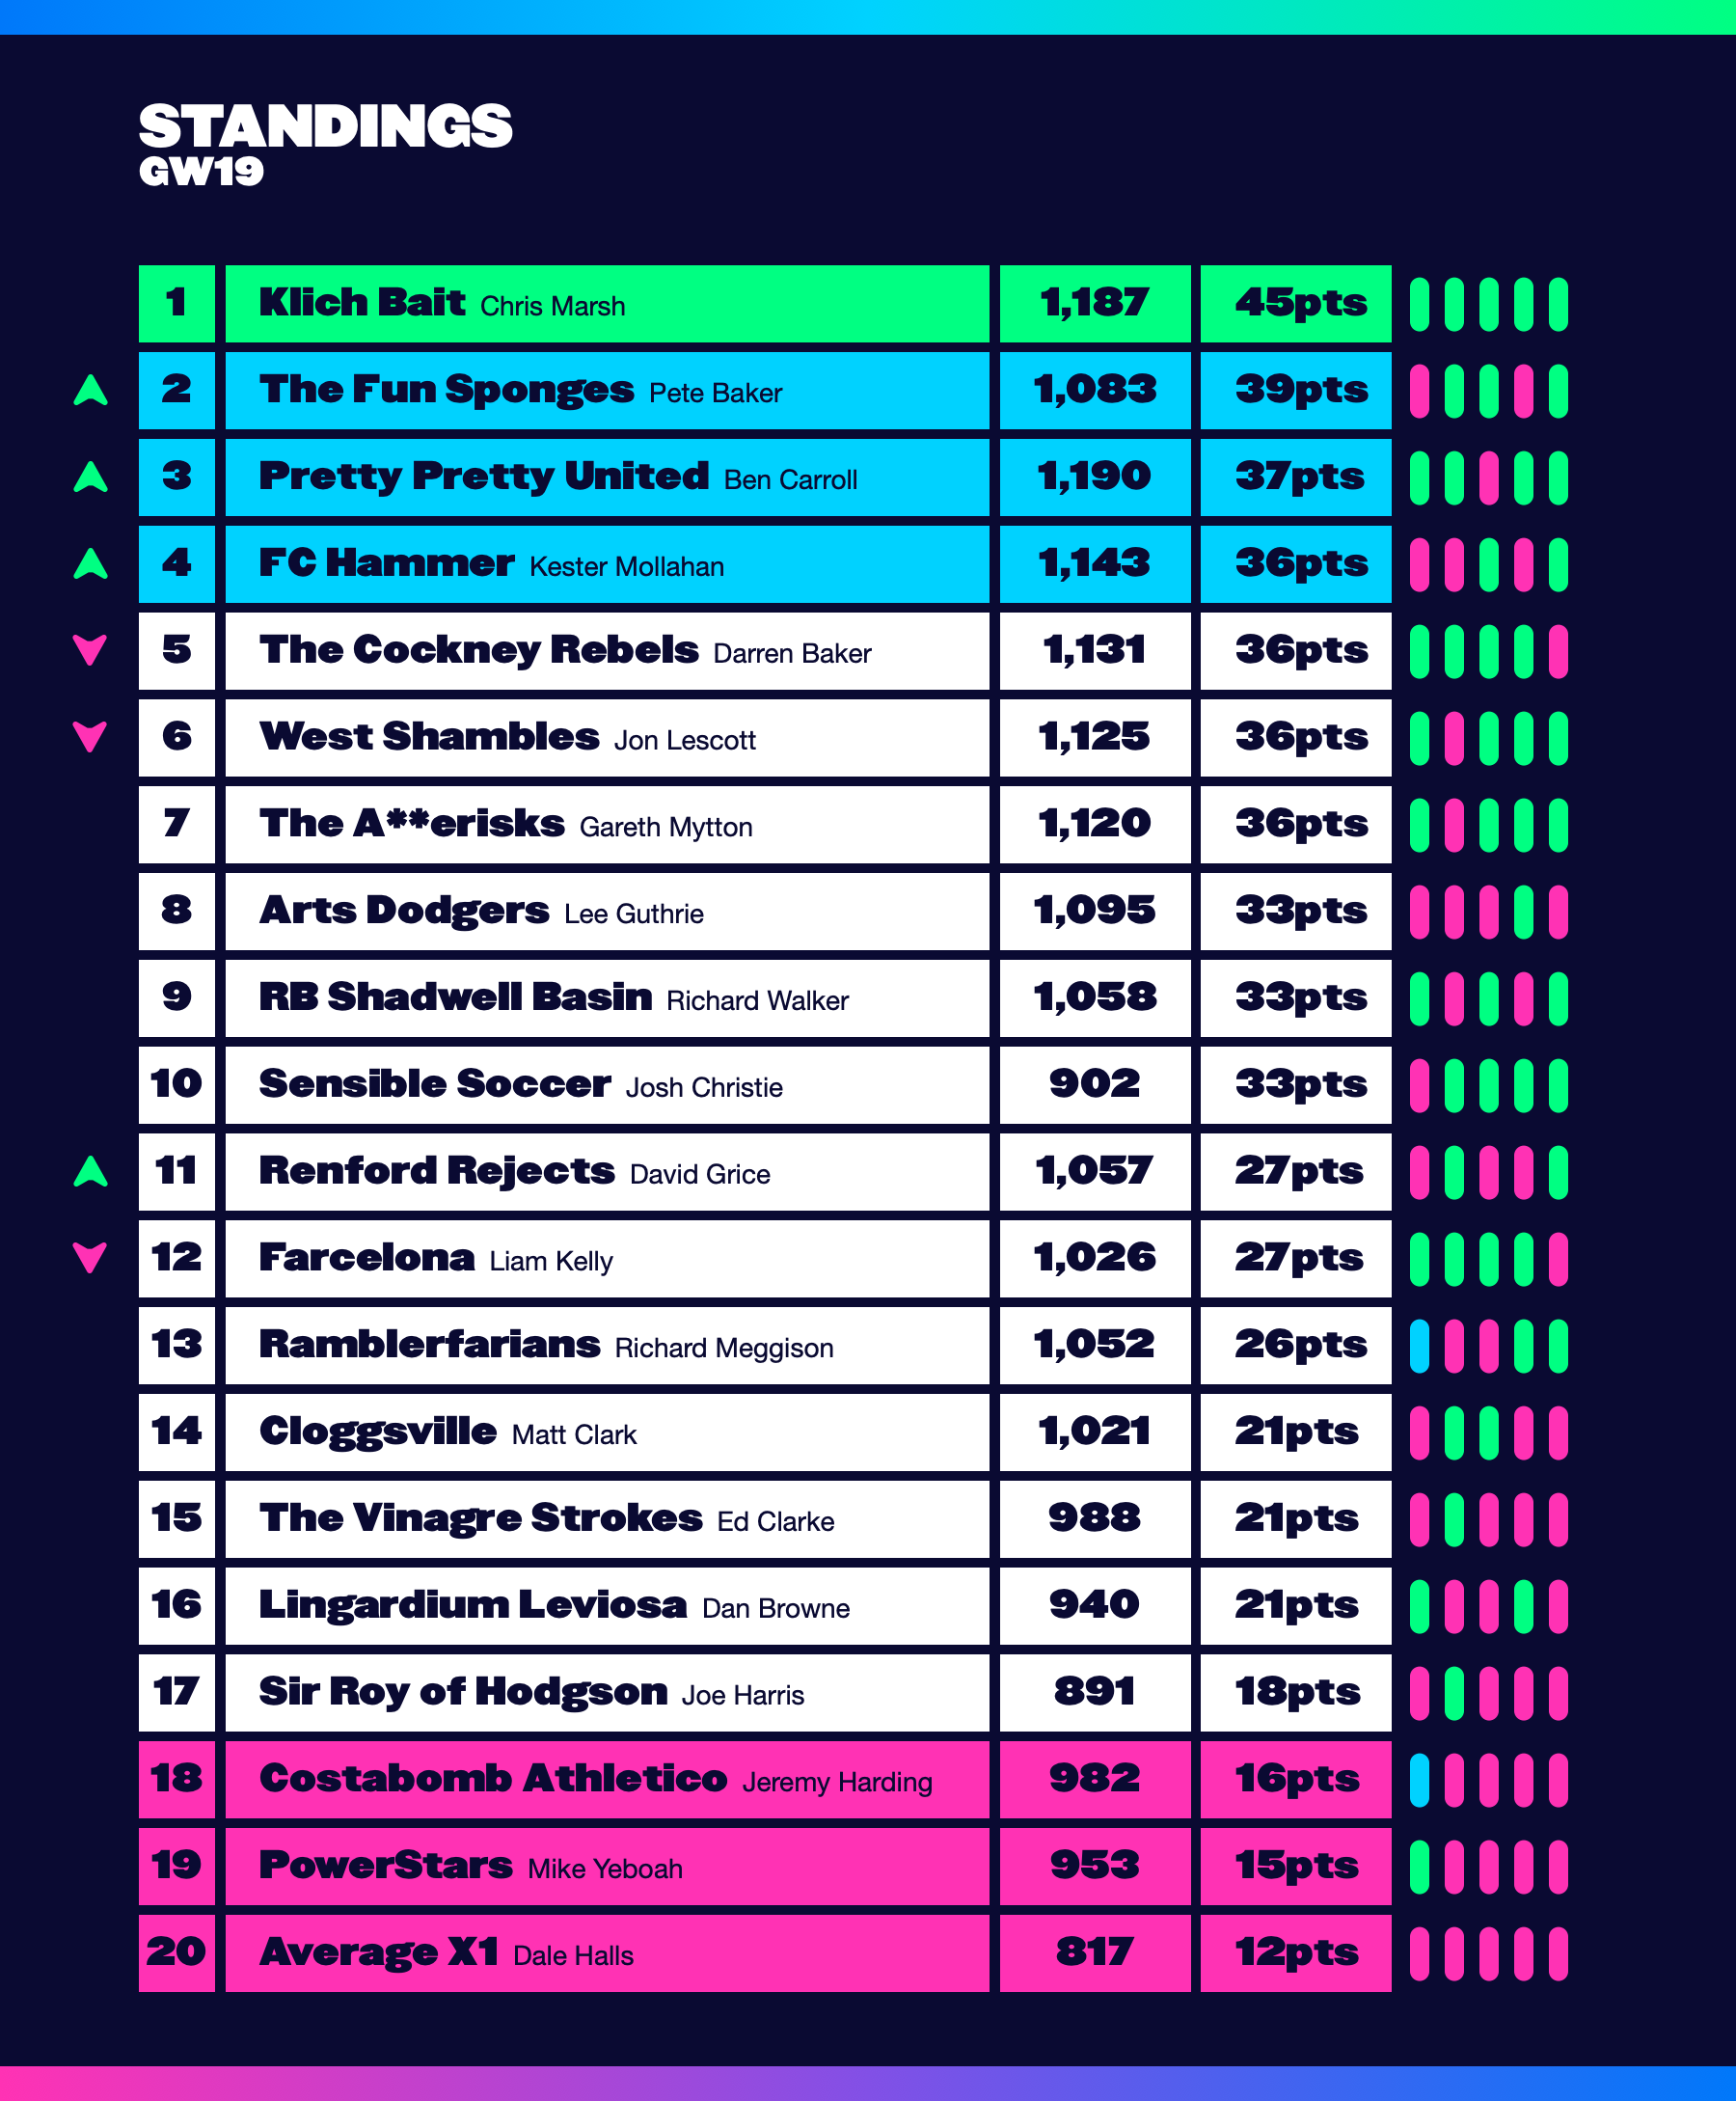 STANDINGS
GW19
1 Klich Bait Chris Marsh 1,187 45pts
2 The Fun Sponges Pete Baker 1,083 39pts
3 Pretty Pretty United Ben Carroll 1,190 37pts
4 FC Hammer Kester Mollahan 1,143 36pts
5 The Cockney Rebels Darren Baker 1,131 36pts
6 West Shambles Jon Lescott 1,125 36pts
7 The A**erisks Gareth Mytton 1,120 36pts
8 Arts Dodgers Lee Guthrie 1,095 33pts
9 RB Shadwell Basin Richard Walker 1,058 33pts
10 Sensible Soccer Josh Christie 902 33pts
11 Renford Rejects David Grice 1,057 27pts
12 Farcelona Liam Kelly 1,026 27pts
13 Ramblerfarians Richard Meggison 1,052 26pts
14 Cloggsville Matt Clark 1,021 21pts
15 The Vinagre Strokes Ed Clarke 988 21pts
16 Lingardium Leviosa Dan Browne 940 21pts
17 Sir Roy of Hodgson Joe Harris 891 18pts
18 Costabomb Athletico Jeremy Harding 982 16pts
19 PowerStars Mike Yeboah 953 15pts
20 Average X1 Dale Halls 817 12pts